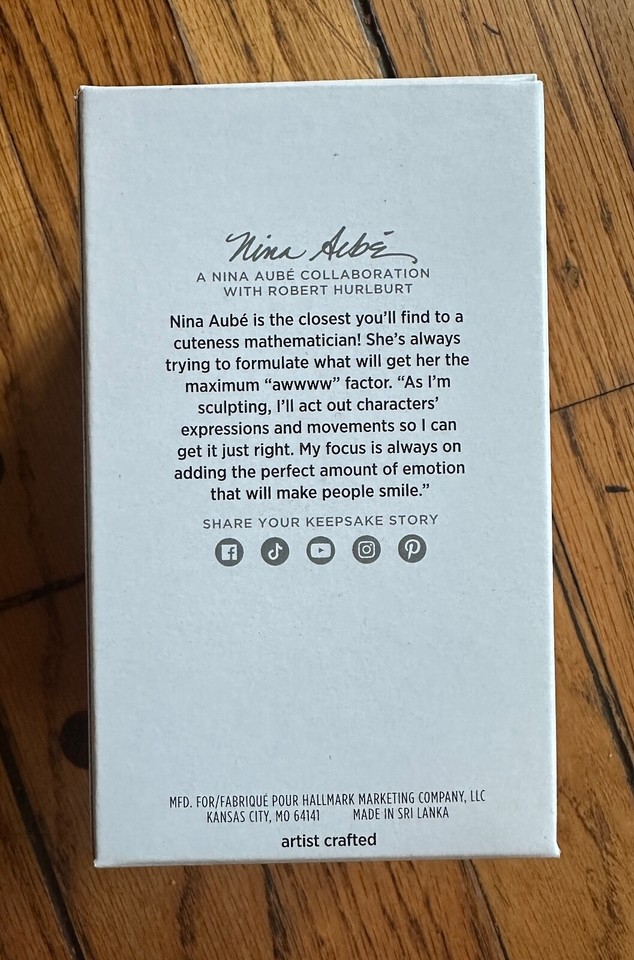 Nina Aubé
A NINA AUBÉ COLLABORATION
WITH ROBERT HURLBURT
Nina Aubé is the closest you’ll find to a
cuteness mathematician! She’s always
trying to formulate what will get her the
maximum “awwww” factor. “As I’m
sculpting, I’ll act out characters’
expressions and movements so I can
get it just right. My focus is always on
adding the perfect amount of emotion
that will make people smile.”
SHARE YOUR KEEPSAKE STORY
MFD. FOR/FABRIQUÉ POUR HALLMARK MARKETING COMPANY, LLC
KANSAS CITY, MO 64141 MADE IN SRI LANKA
artist crafted